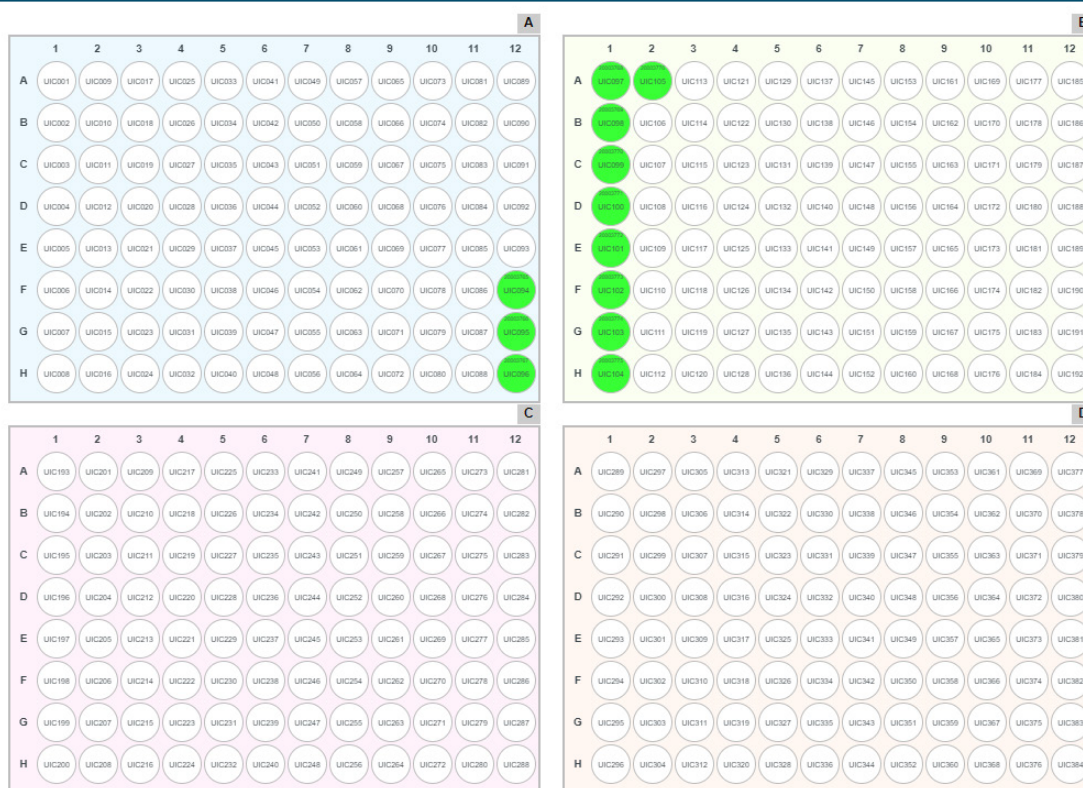 A
1 2 3 4 5 6 7 8 9 10 11 12
A UIC001 UIC009 UIC017 UIC025 UIC033 UIC041 UIC049 UIC057 UIC065 UIC073 UIC081 UIC089
B UIC002 UIC010 UIC018 UIC026 UIC034 UIC042 UIC050 UIC058 UIC066 UIC074 UIC082 UIC090
C UIC003 UIC011 UIC019 UIC027 UIC035 UIC043 UIC051 UIC059 UIC067 UIC075 UIC083 UIC091
D UIC004 UIC012 UIC020 UIC028 UIC036 UIC044 UIC052 UIC060 UIC068 UIC076 UIC084 UIC092
E UIC005 UIC013 UIC021 UIC029 UIC037 UIC045 UIC053 UIC061 UIC069 UIC077 UIC085 UIC093
F UIC006 UIC014 UIC022 UIC030 UIC038 UIC046 UIC054 UIC062 UIC070 UIC078 UIC086 UIC094
G UIC007 UIC015 UIC023 UIC031 UIC039 UIC047 UIC055 UIC063 UIC071 UIC079 UIC087 UIC095
H UIC008 UIC016 UIC024 UIC032 UIC040 UIC048 UIC056 UIC064 UIC072 UIC080 UIC088 UIC096
1 2 3 4 5 6 7 8 9 10 11 12
A UIC097 UIC105 UIC113 UIC121 UIC129 UIC137 UIC145 UIC153 UIC161 UIC169 UIC177 UIC185
B UIC098 UIC106 UIC114 UIC122 UIC130 UIC138 UIC146 UIC154 UIC162 UIC170 UIC178 UIC186
C UIC099 UIC107 UIC115 UIC123 UIC131 UIC139 UIC147 UIC155 UIC163 UIC171 UIC179 UIC187
D UIC100 UIC108 UIC116 UIC124 UIC132 UIC140 UIC148 UIC156 UIC164 UIC172 UIC180 UIC188
E UIC101 UIC109 UIC117 UIC125 UIC133 UIC141 UIC149 UIC157 UIC165 UIC173 UIC181 UIC189
F UIC102 UIC110 UIC118 UIC126 UIC134 UIC142 UIC150 UIC158 UIC166 UIC174 UIC182 UIC190
G UIC103 UIC111 UIC119 UIC127 UIC135 UIC143 UIC151 UIC159 UIC167 UIC175 UIC183 UIC191
H UIC104 UIC112 UIC120 UIC128 UIC136 UIC144 UIC152 UIC160 UIC168 UIC176 UIC184 UIC192
C
1 2 3 4 5 6 7 8 9 10 11 12
A UIC193 UIC201 UIC209 UIC217 UIC225 UIC233 UIC241 UIC249 UIC257 UIC265 UIC273 UIC281
B UIC194 UIC202 UIC210 UIC218 UIC226 UIC234 UIC242 UIC250 UIC258 UIC266 UIC274 UIC282
C UIC195 UIC203 UIC211 UIC219 UIC227 UIC235 UIC243 UIC251 UIC259 UIC267 UIC275 UIC283
D UIC196 UIC204 UIC212 UIC220 UIC228 UIC236 UIC244 UIC252 UIC260 UIC268 UIC276 UIC284
E UIC197 UIC205 UIC213 UIC221 UIC229 UIC237 UIC245 UIC253 UIC261 UIC269 UIC277 UIC285
F UIC198 UIC206 UIC214 UIC222 UIC230 UIC238 UIC246 UIC254 UIC262 UIC270 UIC278 UIC286
G UIC199 UIC207 UIC215 UIC223 UIC231 UIC239 UIC247 UIC255 UIC263 UIC271 UIC279 UIC287
H UIC200 UIC208 UIC216 UIC224 UIC232 UIC240 UIC248 UIC256 UIC264 UIC272 UIC280 UIC288
1 2 3 4 5 6 7 8 9 10 11 12
A UIC289 UIC297 UIC305 UIC313 UIC321 UIC329 UIC337 UIC345 UIC353 UIC361 UIC369 UIC377
B UIC290 UIC298 UIC306 UIC314 UIC322 UIC330 UIC338 UIC346 UIC354 UIC362 UIC370 UIC378
C UIC291 UIC299 UIC307 UIC315 UIC323 UIC331 UIC339 UIC347 UIC355 UIC363 UIC371 UIC379
D UIC292 UIC300 UIC308 UIC316 UIC324 UIC332 UIC340 UIC348 UIC356 UIC364 UIC372 UIC380
E UIC293 UIC301 UIC309 UIC317 UIC325 UIC333 UIC341 UIC349 UIC357 UIC365 UIC373 UIC381
F UIC294 UIC302 UIC310 UIC318 UIC326 UIC334 UIC342 UIC350 UIC358 UIC366 UIC374 UIC382
G UIC295 UIC303 UIC311 UIC319 UIC327 UIC335 UIC343 UIC351 UIC359 UIC367 UIC375 UIC383
H UIC296 UIC304 UIC312 UIC320 UIC328 UIC336 UIC344 UIC352 UIC360 UIC368 UIC376 UIC384